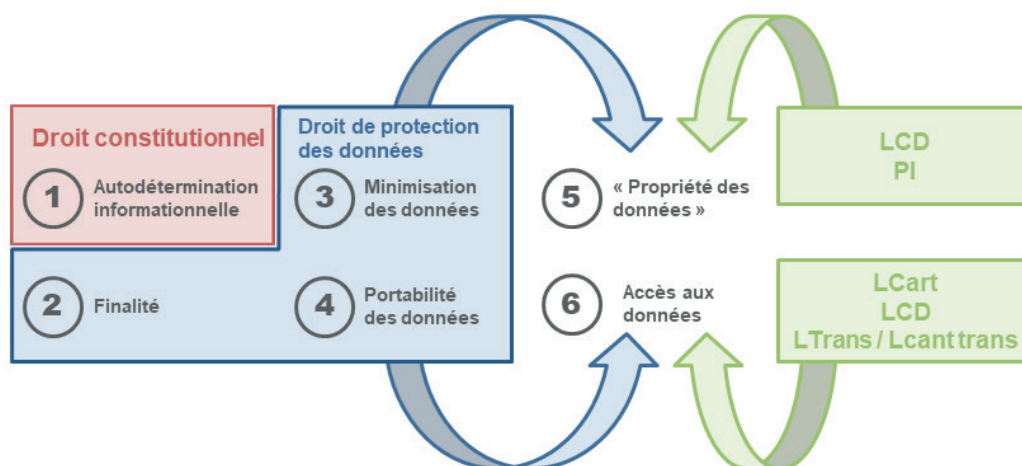 Droit constitutionnel
1
Autodétermination
informationnelle
Droit de protection
des données
3
Minimisation
des données
2
Finalité
4
Portabilité
des données
5
« Propriété des
données »
6
Accès aux
données
LCD
PI
LCart
LCD
LTrans / Lcant trans